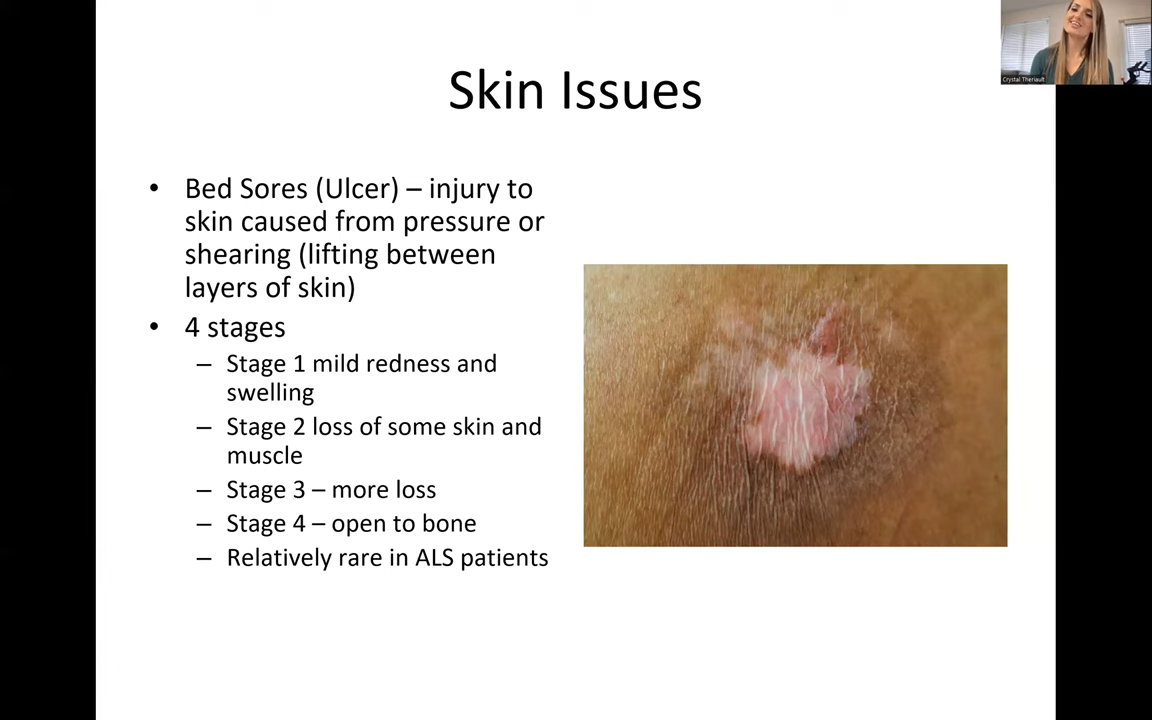 Crystal Theriault
Skin Issues
• Bed Sores (Ulcer) – injury to
skin caused from pressure or
shearing (lifting between
layers of skin)
• 4 stages
– Stage 1 mild redness and
swelling
– Stage 2 loss of some skin and
muscle
– Stage 3 – more loss
– Stage 4 – open to bone
– Relatively rare in ALS patients